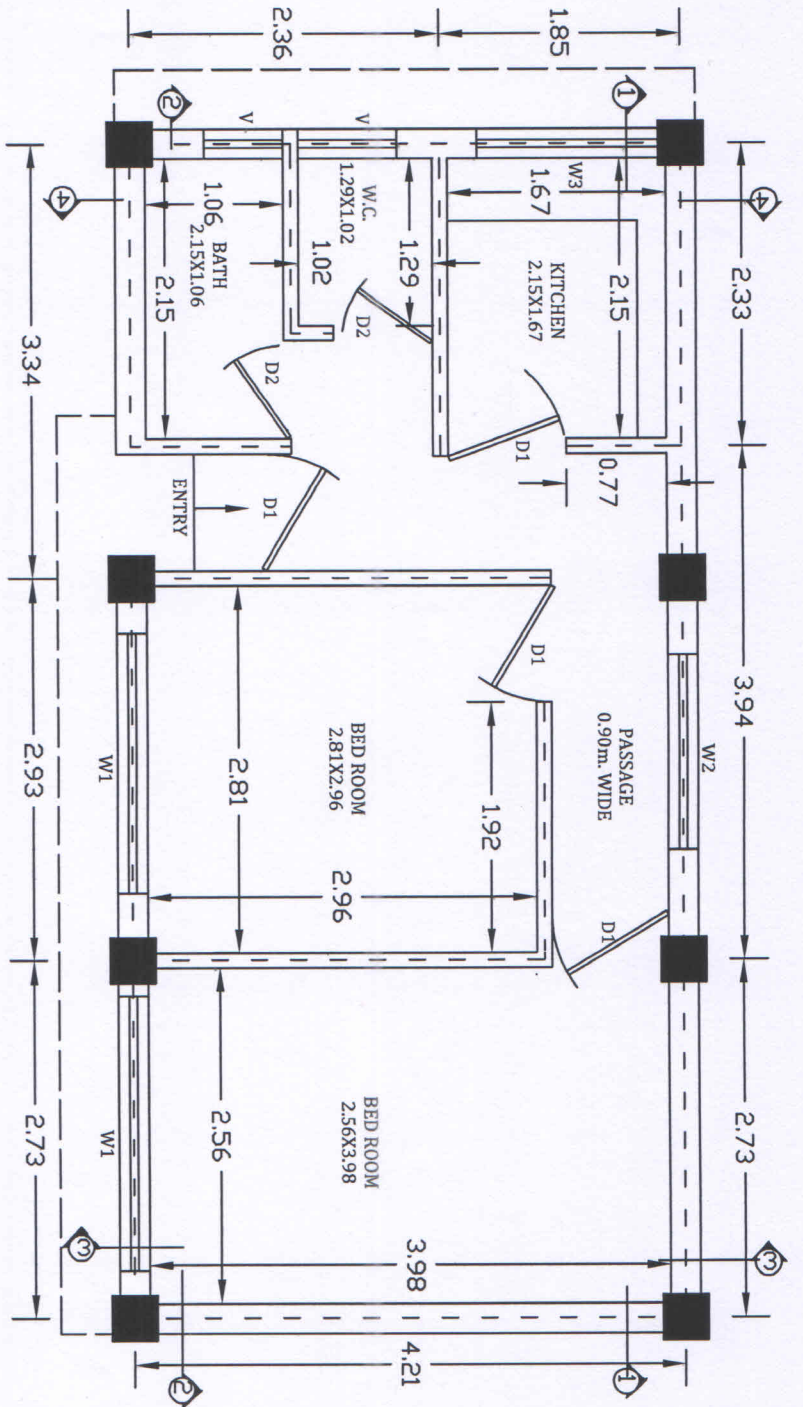 2.33
3.94
2.73
1.85
2.36
4.21
1
4
3
W3
W2
1.67
2.15
KITCHEN
2.15X1.67
D1
0.77
PASSAGE
0.90m. WIDE
D1
V
W.C.
1.29X1.02
1.29
1.02
D2
D1
1.92
BED ROOM
2.81X2.96
2.96
2.81
BED ROOM
2.56X3.98
3.98
2.56
V
1.06
BATH
2.15X1.06
2.15
D2
D1
ENTRY
2
4
W1
W1
3
2
1
3.34
2.93
2.73